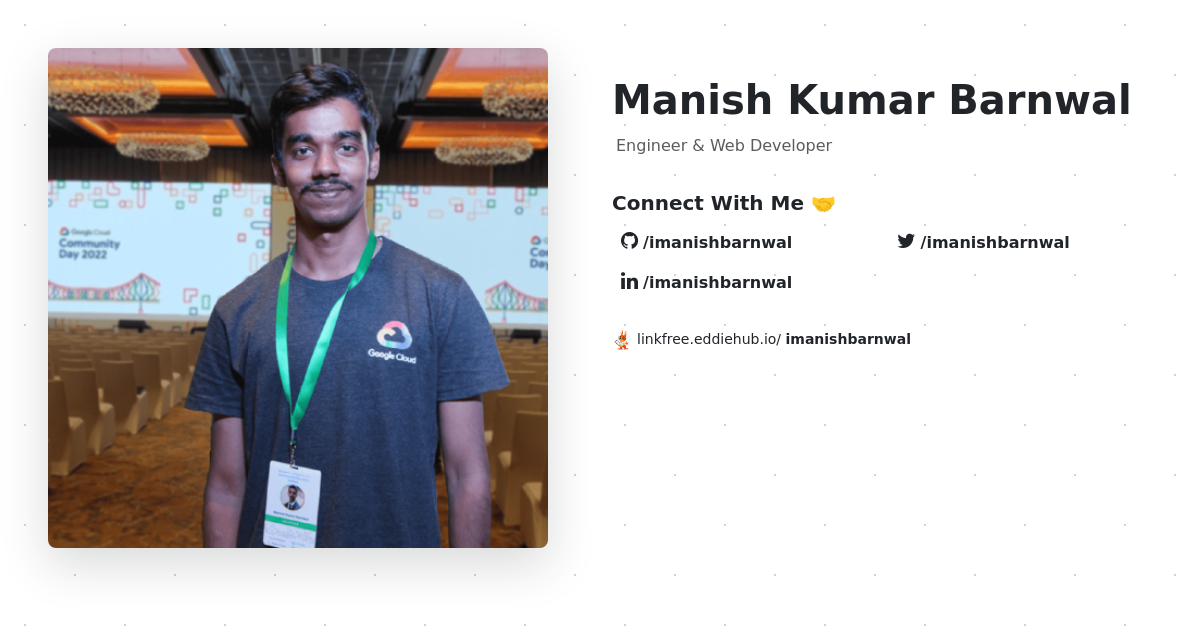 Manish Kumar Barnwal
Engineer & Web Developer
Connect With Me 🤝
/imanishbarnwal
/imanishbarnwal
/imanishbarnwal
linkfree.eddiehub.io/ imanishbarnwal
Google Cloud
Community
Day 2022
Google Cloud